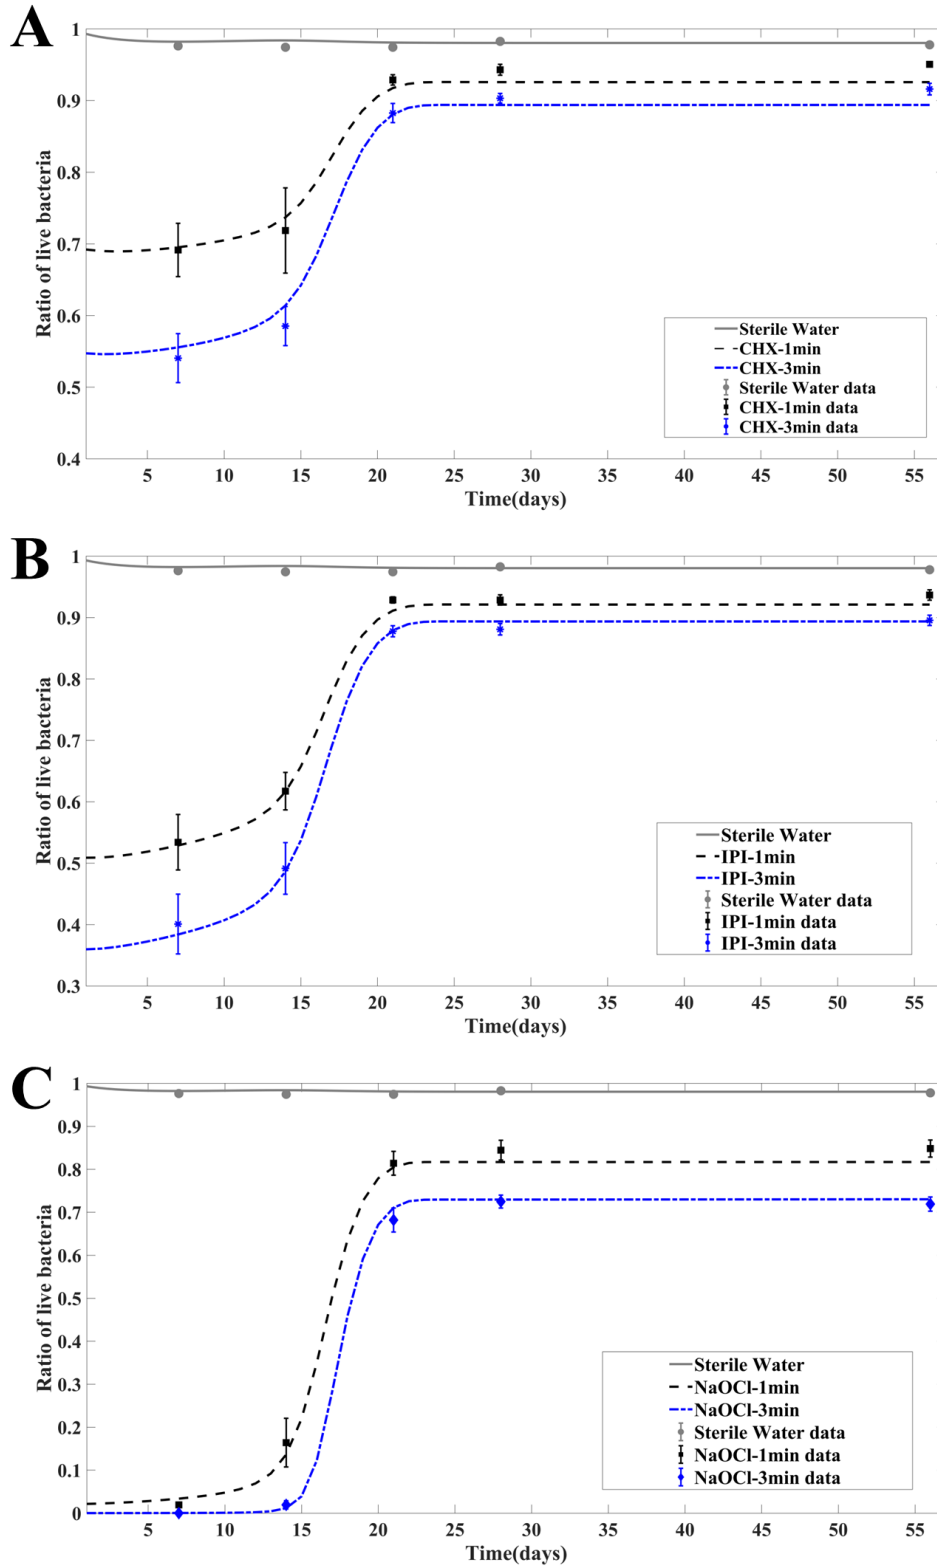 A
1
0.9
0.8
0.7
0.6
0.5
0.4
Ratio of live bacteria
5 10 15 20 25 30 35 40 45 50 55
Time(days)
Sterile Water
CHX-1min
CHX-3min
Sterile Water data
CHX-1min data
CHX-3min data
B
1
0.9
0.8
0.7
0.6
0.5
0.4
0.3
Ratio of live bacteria
5 10 15 20 25 30 35 40 45 50 55
Time(days)
Sterile Water
IPI-1min
IPI-3min
Sterile Water data
IPI-1min data
IPI-3min data
C
1
0.9
0.8
0.7
0.6
0.5
0.4
0.3
0.2
0.1
0
Ratio of live bacteria
5 10 15 20 25 30 35 40 45 50 55
Time(days)
Sterile Water
NaOCl-1min
NaOCl-3min
Sterile Water data
NaOCl-1min data
NaOCl-3min data